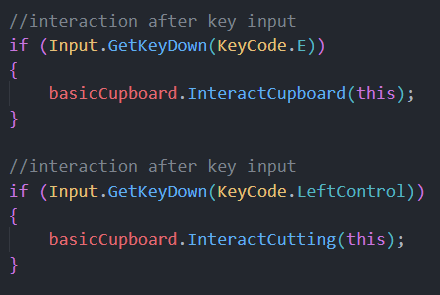 //interaction after key input
if (Input.GetKeyDown(KeyCode.E))
{
    basicCupboard.InteractCupboard(this);
}

//interaction after key input
if (Input.GetKeyDown(KeyCode.LeftControl))
{
    basicCupboard.InteractCutting(this);
}